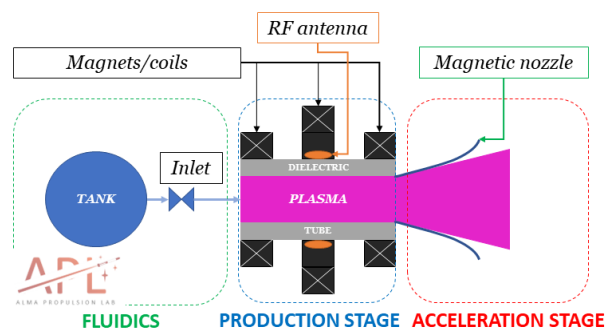 RF antenna
Magnets/coils
Magnetic nozzle
Inlet
DIELECTRIC
TANK
PLASMA
TUBE
APL
ALMA PROPULSION LAB
FLUIDICS
PRODUCTION STAGE
ACCELERATION STAGE